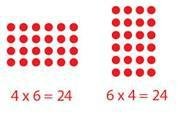 4 x 6 = 24
6 x 4 = 24